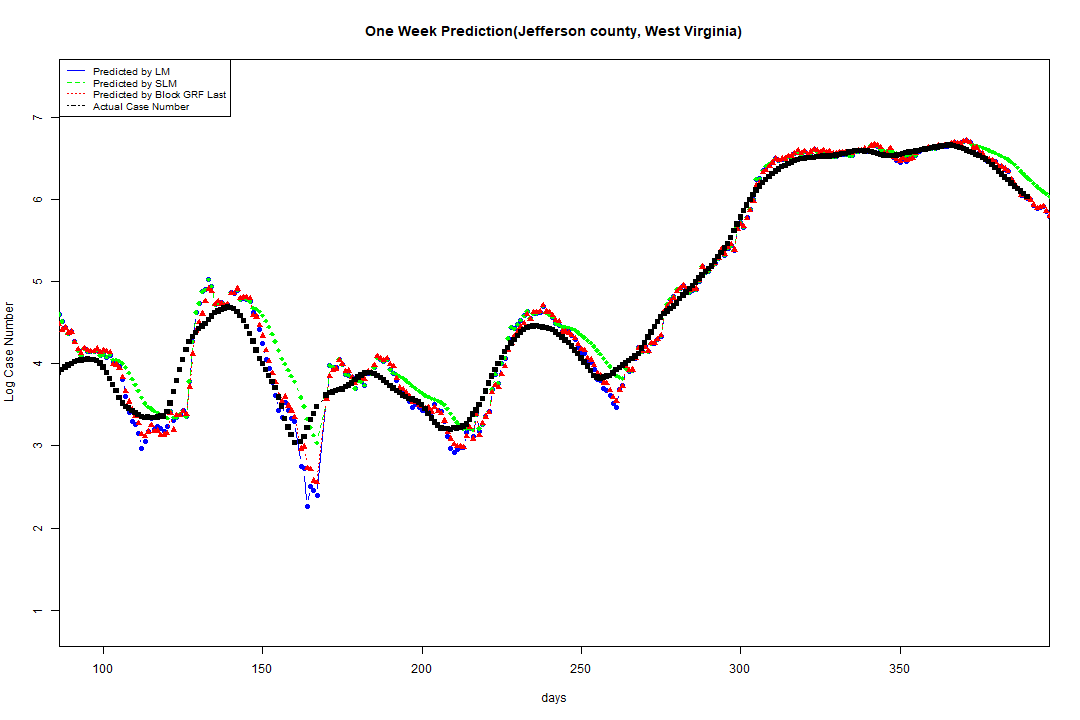 One Week Prediction(Jefferson county, West Virginia)
Predicted by LM
Predicted by SLM
Predicted by Block GRF Last
Actual Case Number
7
6
5
4
3
2
1
Log Case Number
100 150 200 250 300 350
days